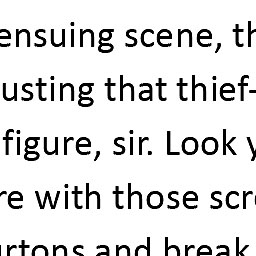 ensuing scene, th
usting that thief-
figure, sir. Look y
re with those scr
urtons and break